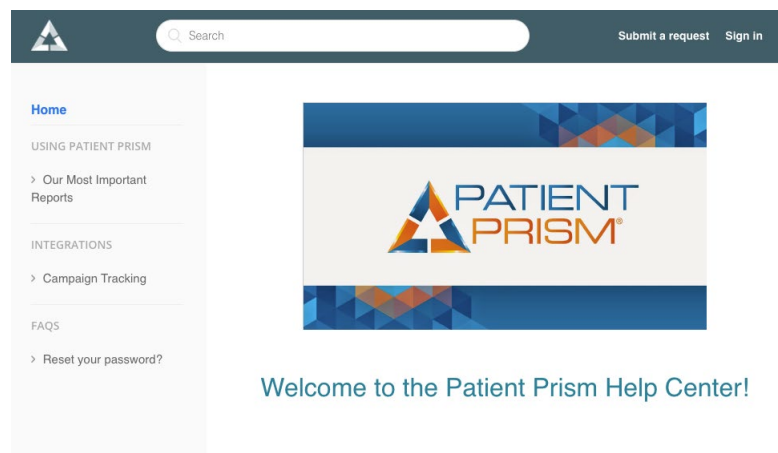 Search
Submit a request
Sign in
Home
USING PATIENT PRISM
> Our Most Important
Reports
INTEGRATIONS
> Campaign Tracking
FAQS
> Reset your password?
PATIENT
PRISM®
Welcome to the Patient Prism Help Center!